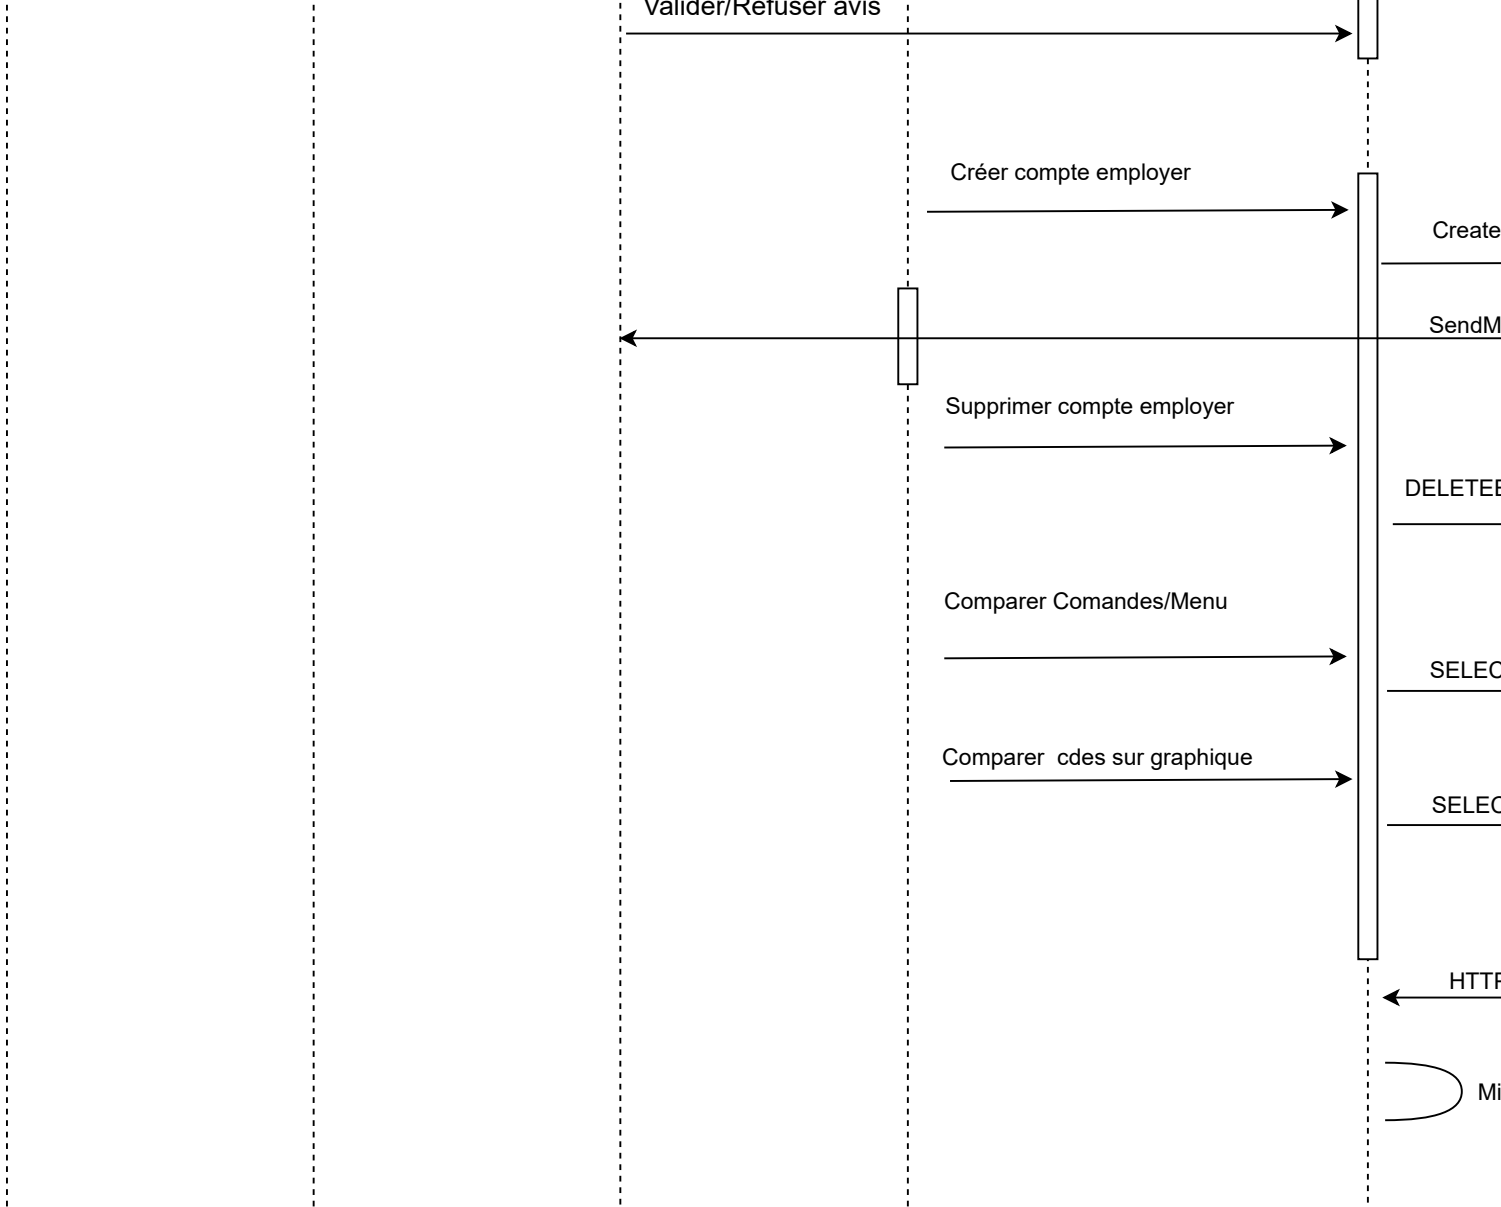 Valider/Refuser avis
Créer compte employer
Create
SendM
Supprimer compte employer
DELETEE
Comparer Comandes/Menu
SELEC
Comparer  cdes sur graphique
SELEC
HTTP
Mi